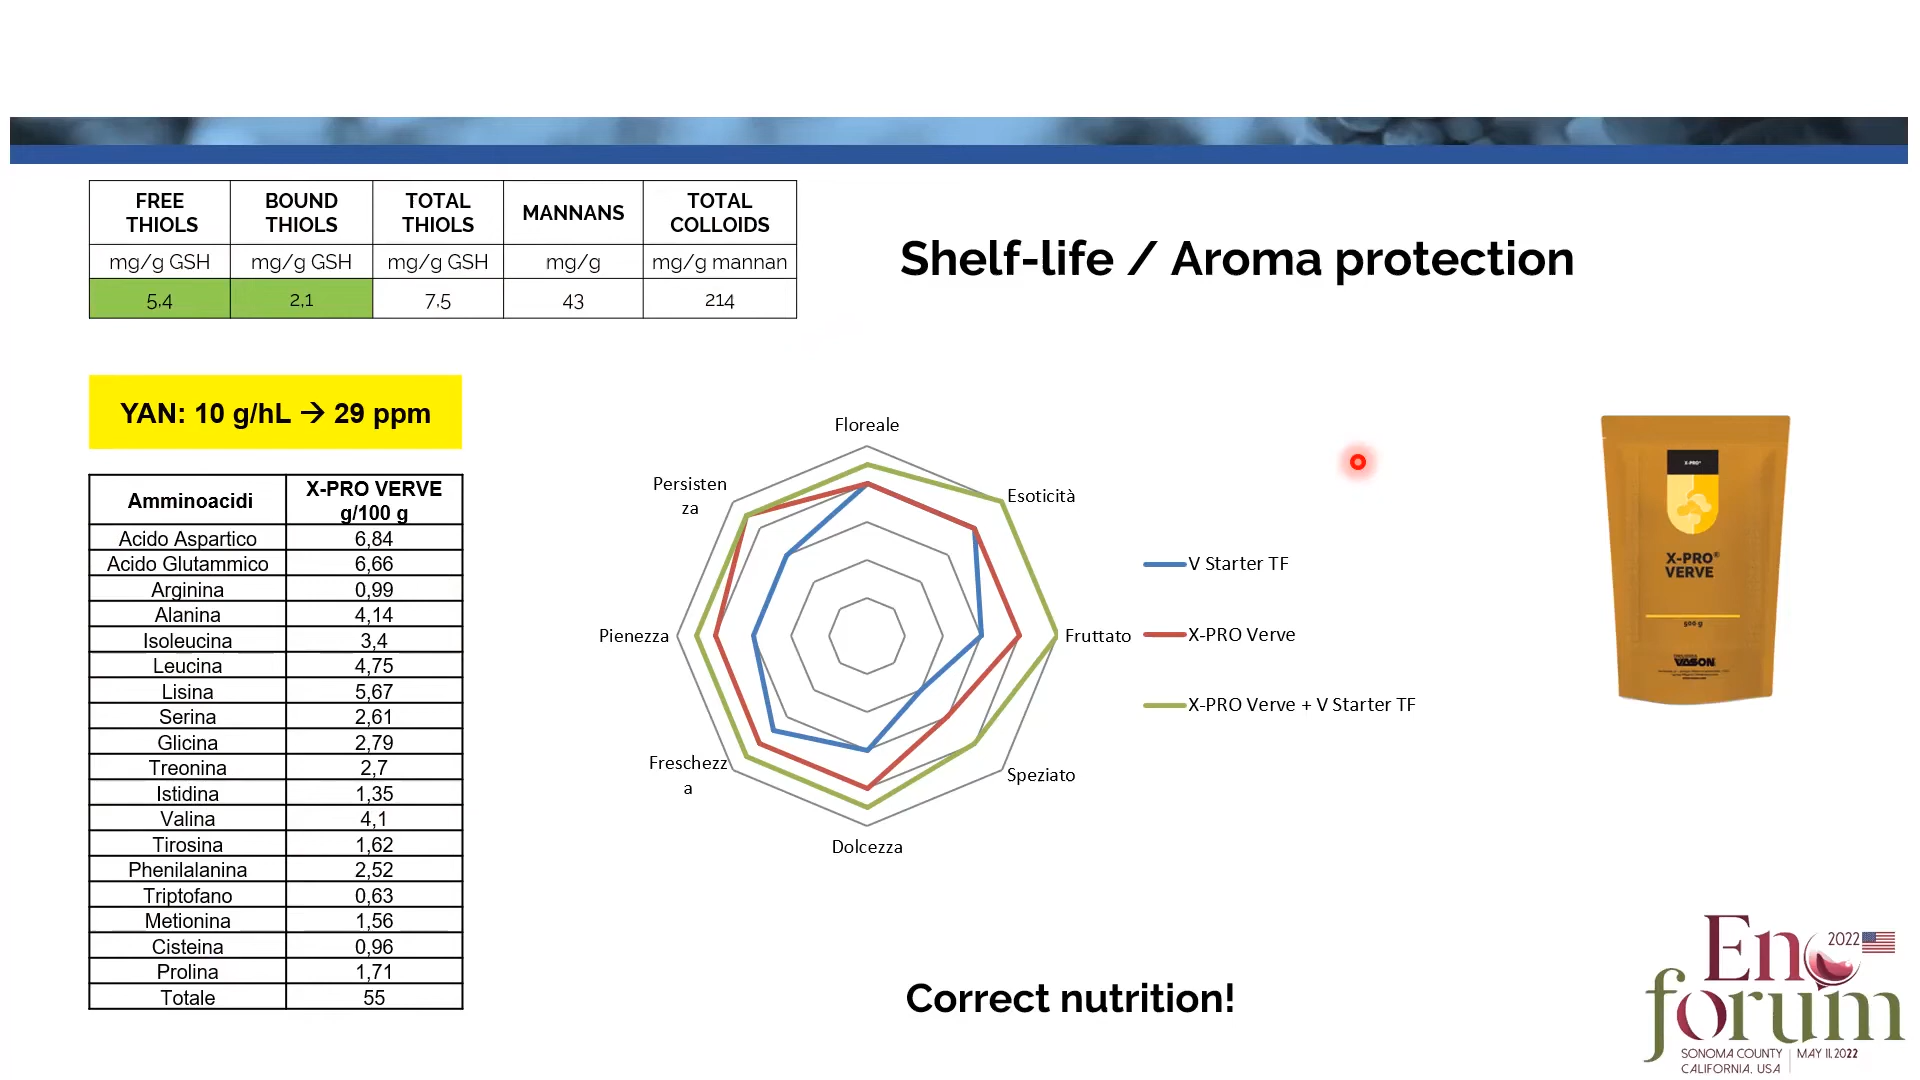 FREE THIOLS
BOUND THIOLS
TOTAL THIOLS
MANNANS
TOTAL COLLOIDS
mg/g GSH
mg/g GSH
mg/g GSH
mg/g
mg/g mannan
5,4
2,1
7,5
43
214
Shelf-life / Aroma protection
YAN: 10 g/hL → 29 ppm
Amminoacidi
X-PRO VERVE
g/100 g
Acido Aspartico 6,84
Acido Glutammico 6,66
Arginina 0,99
Alanina 4,14
Isoleucina 3,4
Leucina 4,75
Lisina 5,67
Serina 2,61
Glicina 2,79
Treonina 2,7
Istidina 1,35
Valina 4,1
Tirosina 1,62
Phenilalanina 2,52
Triptofano 0,63
Metionina 1,56
Cisteina 0,96
Prolina 1,71
Totale 55
Floreale
Esoticità
Fruttato
Speziato
Dolcezza
Freschezz
a
Pienezza
Persisten
za
V Starter TF
X-PRO Verve
X-PRO Verve + V Starter TF
X-PRO®
X-PRO®
VERVE
500 g
VASON
Correct nutrition!
Eno 2022
forum
SONOMA COUNTY | MAY 11, 2022
CALIFORNIA, USA